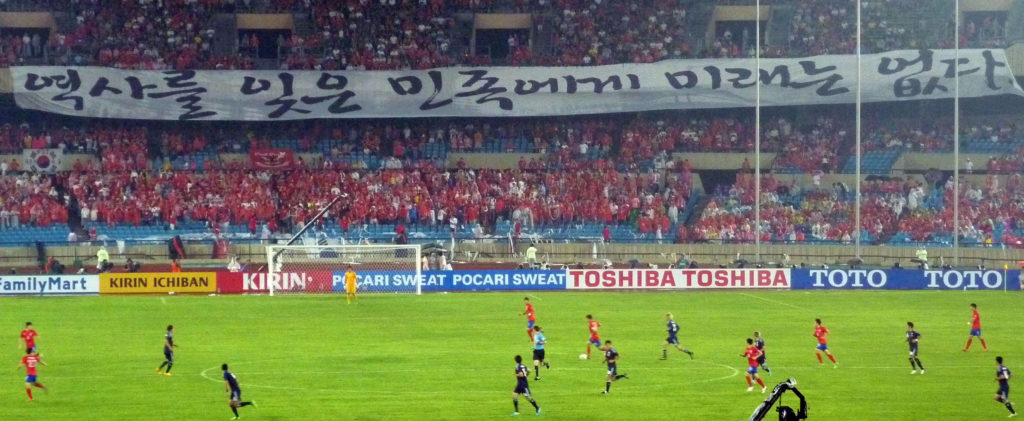 역사를 잊은 민족에게 미래는 없다
FamilyMart
KIRIN ICHIBAN
KIRIN
POCARI SWEAT
POCARI SWEAT
TOSHIBA TOSHIBA
TOTO
TOTO